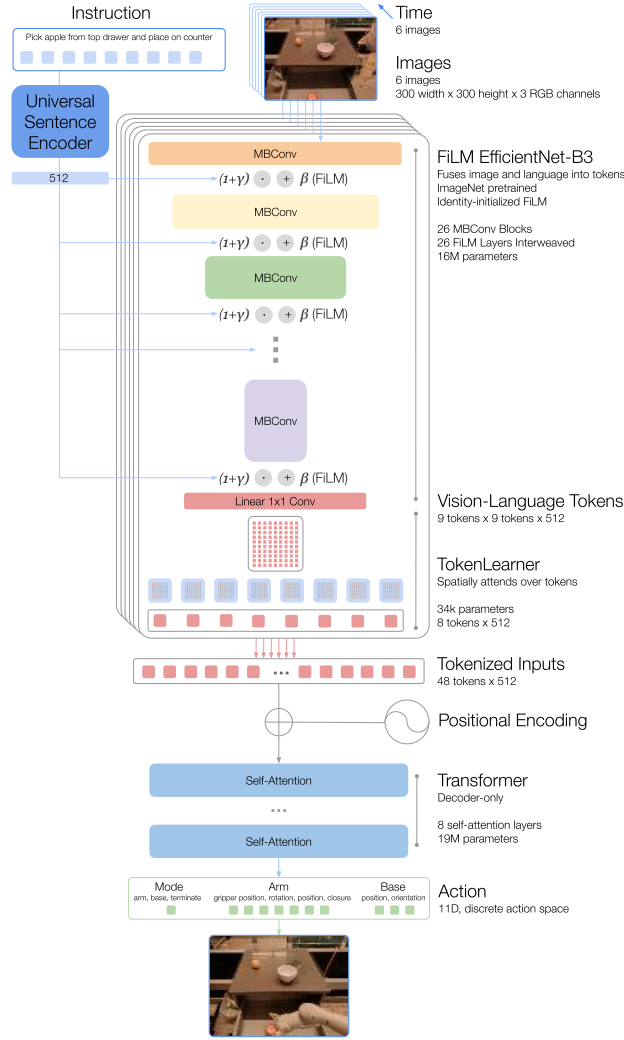 Instruction
Pick apple from top drawer and place on counter
Universal
Sentence
Encoder
512
Time
6 images
Images
6 images
300 width x 300 height x 3 RGB channels
MBConv
(1+γ) · + β (FiLM)
MBConv
(1+γ) · + β (FiLM)
MBConv
(1+γ) · + β (FiLM)
MBConv
(1+γ) · + β (FiLM)
Linear 1x1 Conv
FiLM EfficientNet-B3
Fuses image and language into tokens
ImageNet pretrained
Identity-initialized FiLM
26 MBConv Blocks
26 FiLM Layers Interweaved
16M parameters
Vision-Language Tokens
9 tokens x 9 tokens x 512
TokenLearner
Spatially attends over tokens
34k parameters
8 tokens x 512
...
Tokenized Inputs
48 tokens x 512
Positional Encoding
Self-Attention
...
Self-Attention
Transformer
Decoder-only
8 self-attention layers
19M parameters
Mode
arm, base, terminate
Arm
gripper position, rotation, position, closure
Base
position, orientation
Action
11D, discrete action space